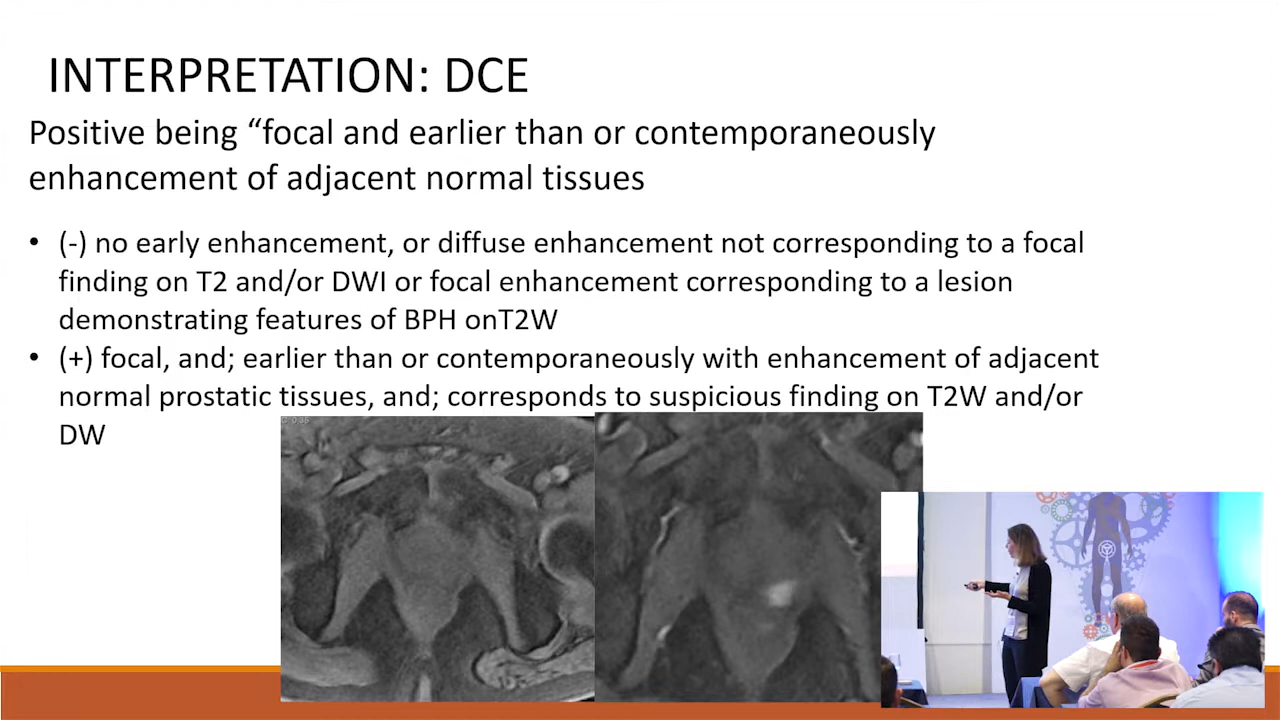 INTERPRETATION: DCE
Positive being “focal and earlier than or contemporaneously
enhancement of adjacent normal tissues
• (-) no early enhancement, or diffuse enhancement not corresponding to a focal
finding on T2 and/or DWI or focal enhancement corresponding to a lesion
demonstrating features of BPH onT2W
• (+) focal, and; earlier than or contemporaneously with enhancement of adjacent
normal prostatic tissues, and; corresponds to suspicious finding on T2W and/or
DW